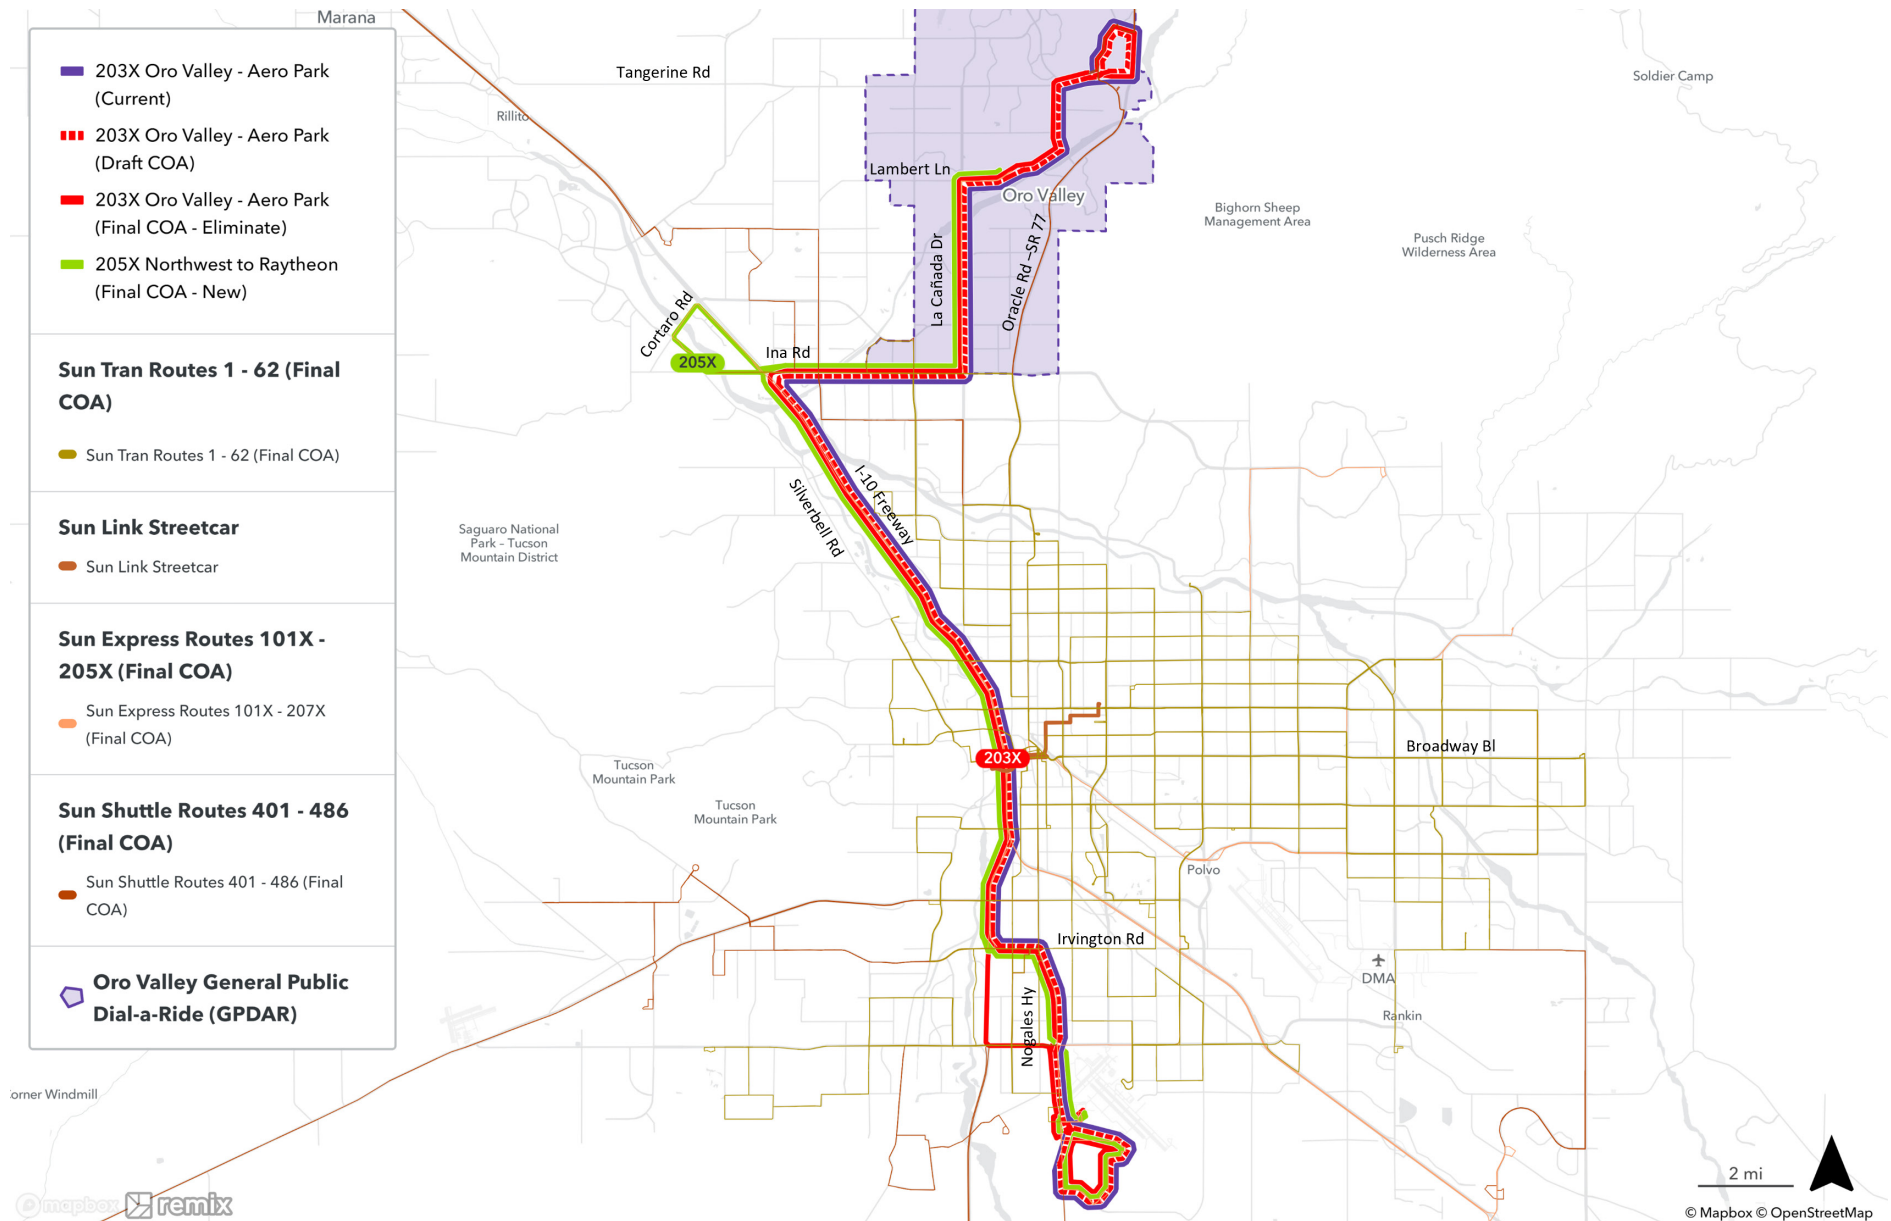 Marana
203X Oro Valley - Aero Park
(Current)
203X Oro Valley - Aero Park
(Draft COA)
203X Oro Valley - Aero Park
(Final COA - Eliminate)
205X Northwest to Raytheon
(Final COA - New)
Sun Tran Routes 1 - 62 (Final
COA)
Sun Tran Routes 1 - 62 (Final COA)
Sun Link Streetcar
Sun Link Streetcar
Sun Express Routes 101X -
205X (Final COA)
Sun Express Routes 101X - 207X
(Final COA)
Sun Shuttle Routes 401 - 486
(Final COA)
Sun Shuttle Routes 401 - 486 (Final
COA)
Oro Valley General Public
Dial-a-Ride (GPDAR)
Tangerine Rd
Rillito
Soldier Camp
Lambert Ln
Oro Valley
Bighorn Sheep
Management Area
Pusch Ridge
Wilderness Area
La Cañada Dr
Oracle Rd –SR 77
Cortaro Rd
205X
Ina Rd
I-10 Freeway
Silverbell Rd
Saguaro National
Park - Tucson
Mountain District
203X
Broadway Bl
Tucson
Mountain Park
Tucson
Mountain Park
Polvo
Irvington Rd
DMA
Nogales Hy
Rankin
orner Windmill
2 mi
mapbox
remix
© Mapbox © OpenStreetMap